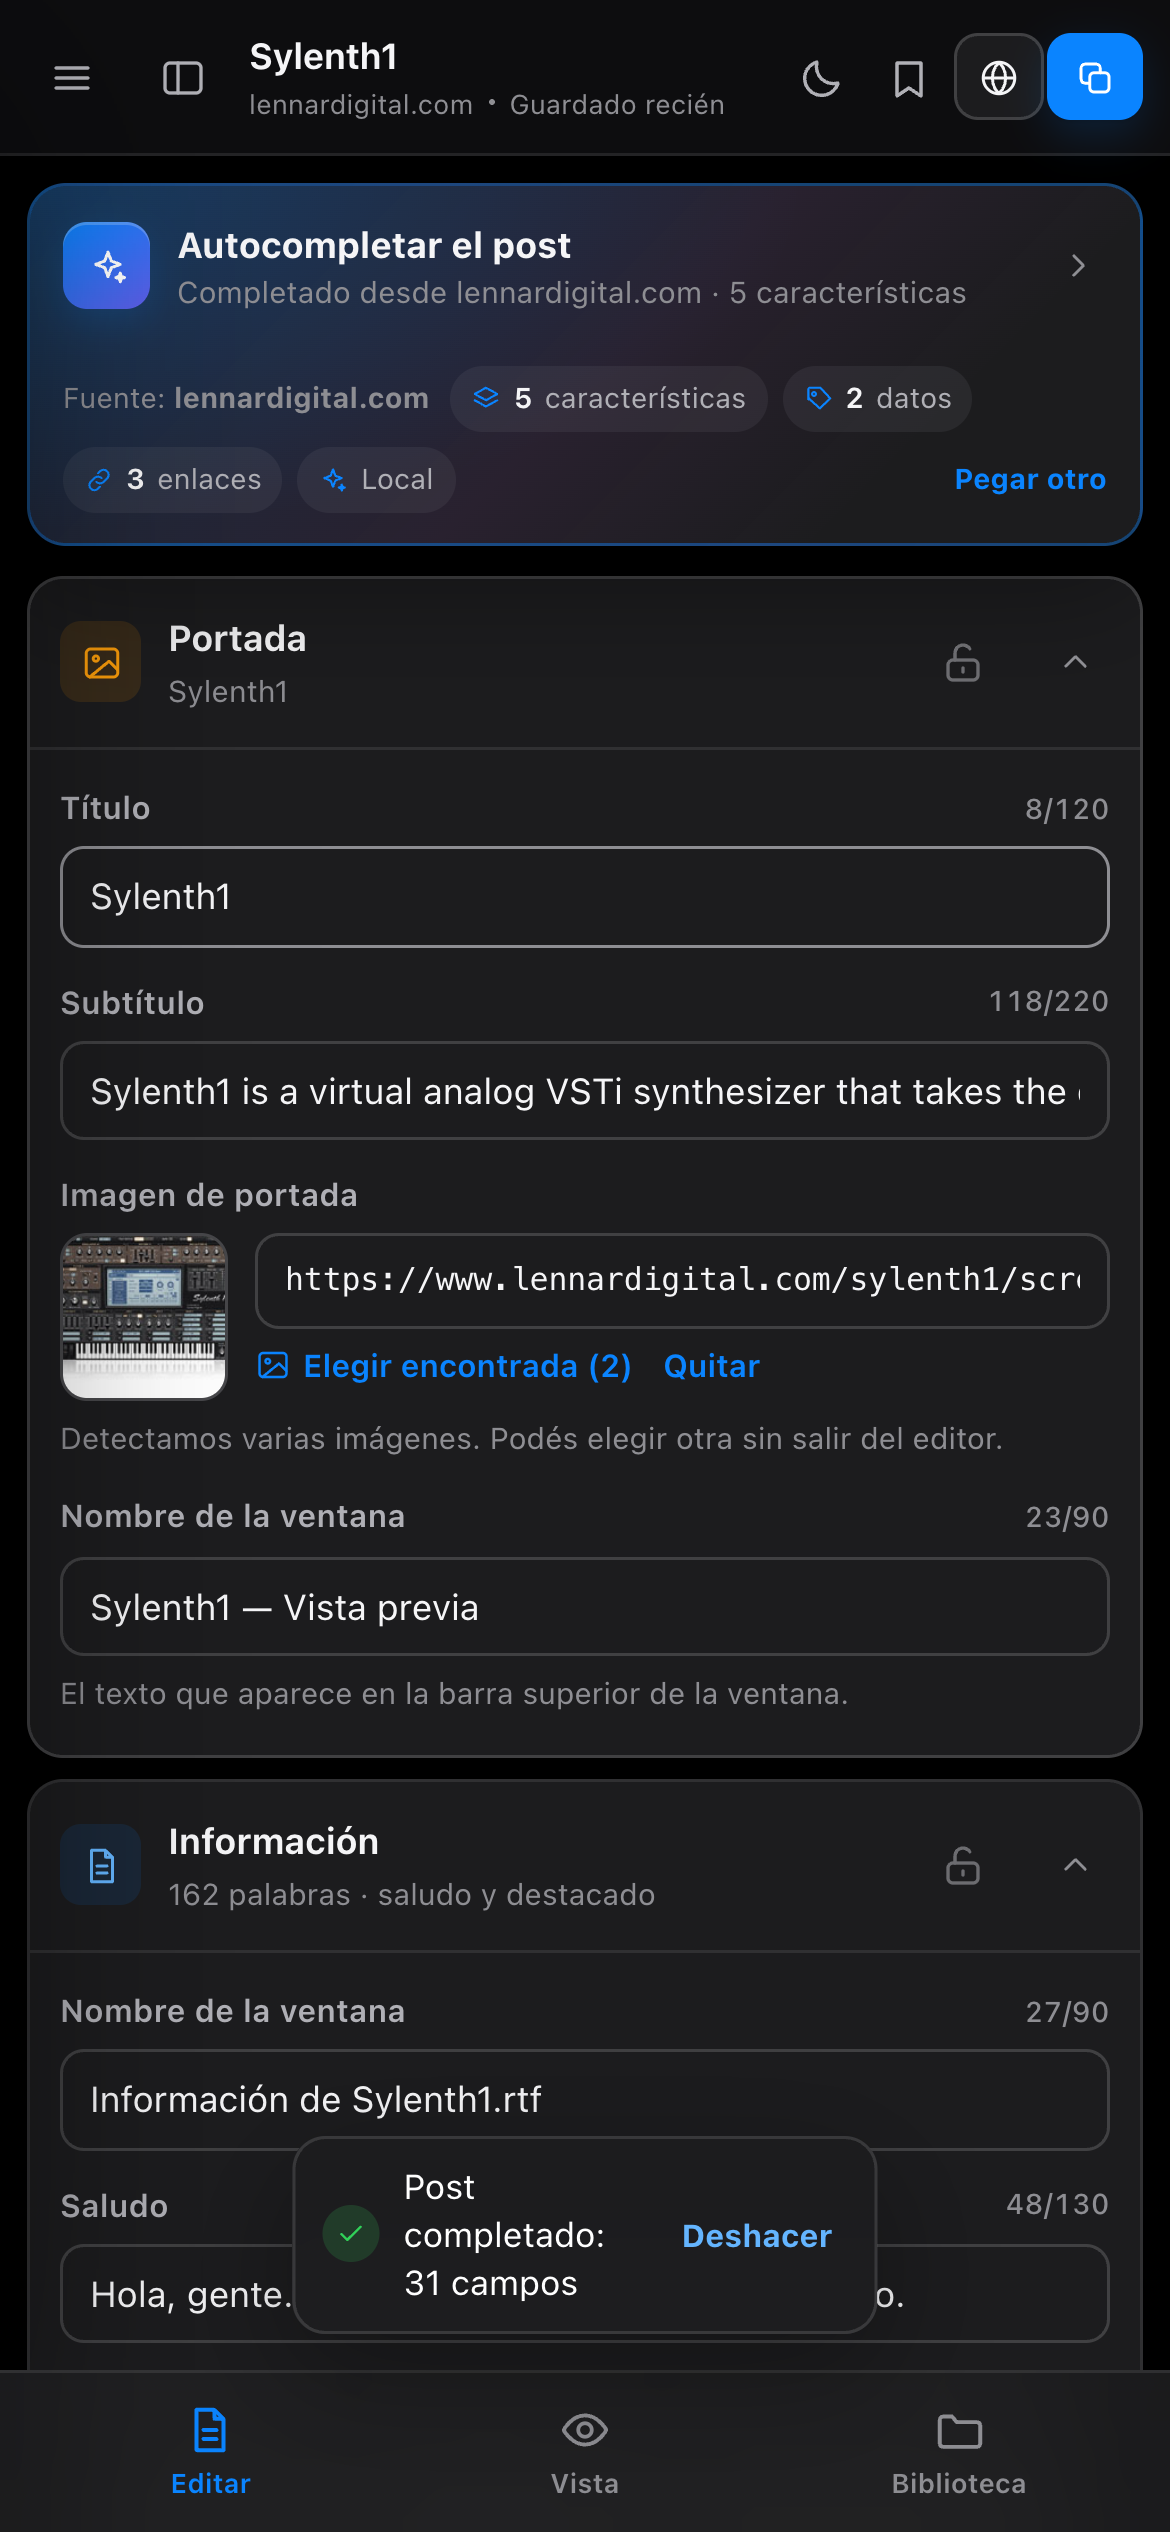 Sylenth1
lennardigital.com • Guardado recién
Autocompletar el post
Completado desde lennardigital.com · 5 características
Fuente: lennardigital.com
5 características
2 datos
3 enlaces
Local
Pegar otro
Portada
Sylenth1
Título
8/120
Sylenth1
Subtítulo
118/220
Sylenth1 is a virtual analog VSTi synthesizer that takes the
Imagen de portada
https://www.lennardigital.com/sylenth1/scr
Elegir encontrada (2)
Quitar
Detectamos varias imágenes. Podés elegir otra sin salir del editor.
Nombre de la ventana
23/90
Sylenth1 — Vista previa
El texto que aparece en la barra superior de la ventana.
Información
162 palabras · saludo y destacado
Nombre de la ventana
27/90
Información de Sylenth1.rtf
Saludo
48/130
Hola, gente.
o.
Post
completado:
31 campos
Deshacer
Editar
Vista
Biblioteca